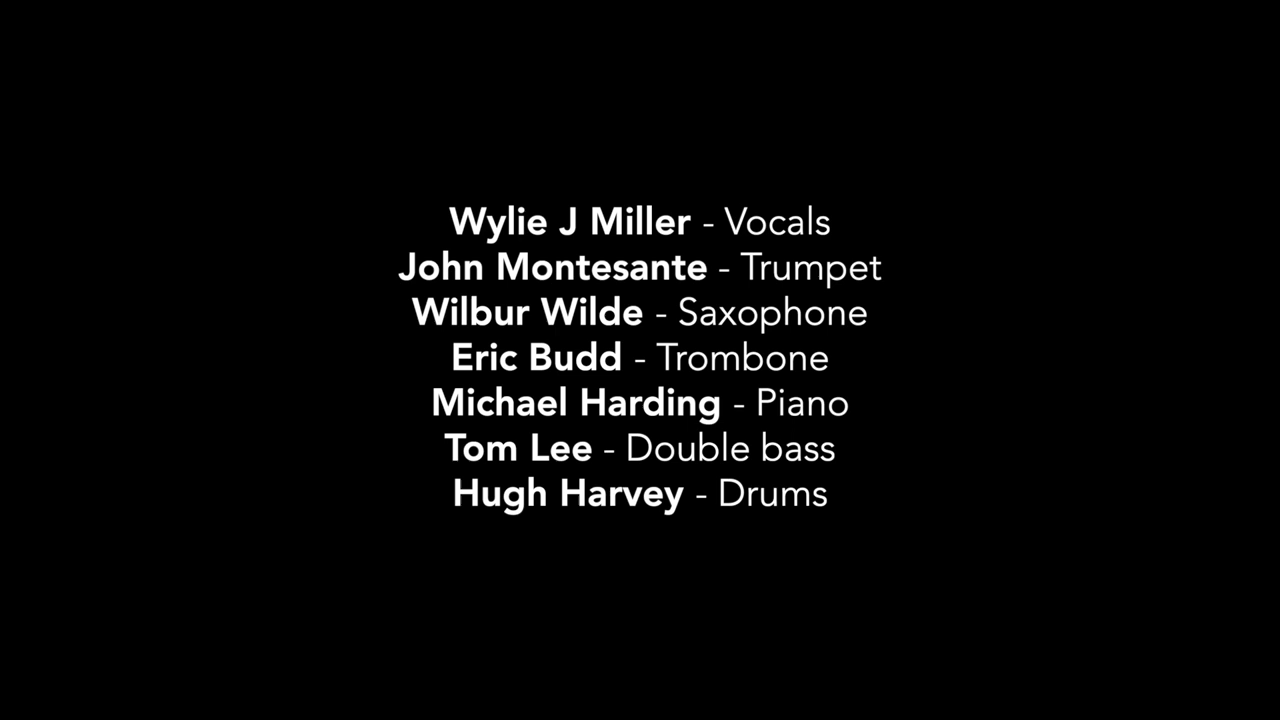 Wylie J Miller - Vocals
John Montesante - Trumpet
Wilbur Wilde - Saxophone
Eric Budd - Trombone
Michael Harding - Piano
Tom Lee - Double bass
Hugh Harvey - Drums